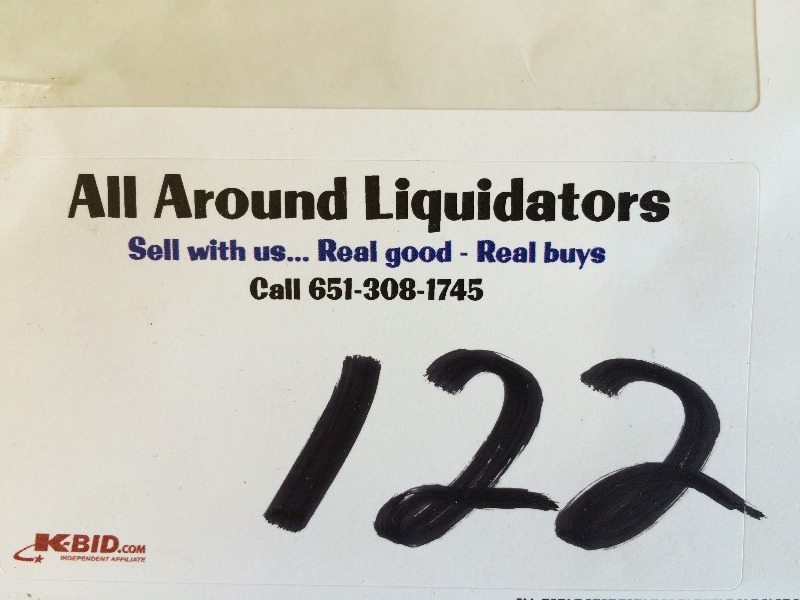 All Around Liquidators
Sell with us... Real good - Real buys
Call 651-308-1745
122
K-BID.COM
INDEPENDENT AFFILIATE